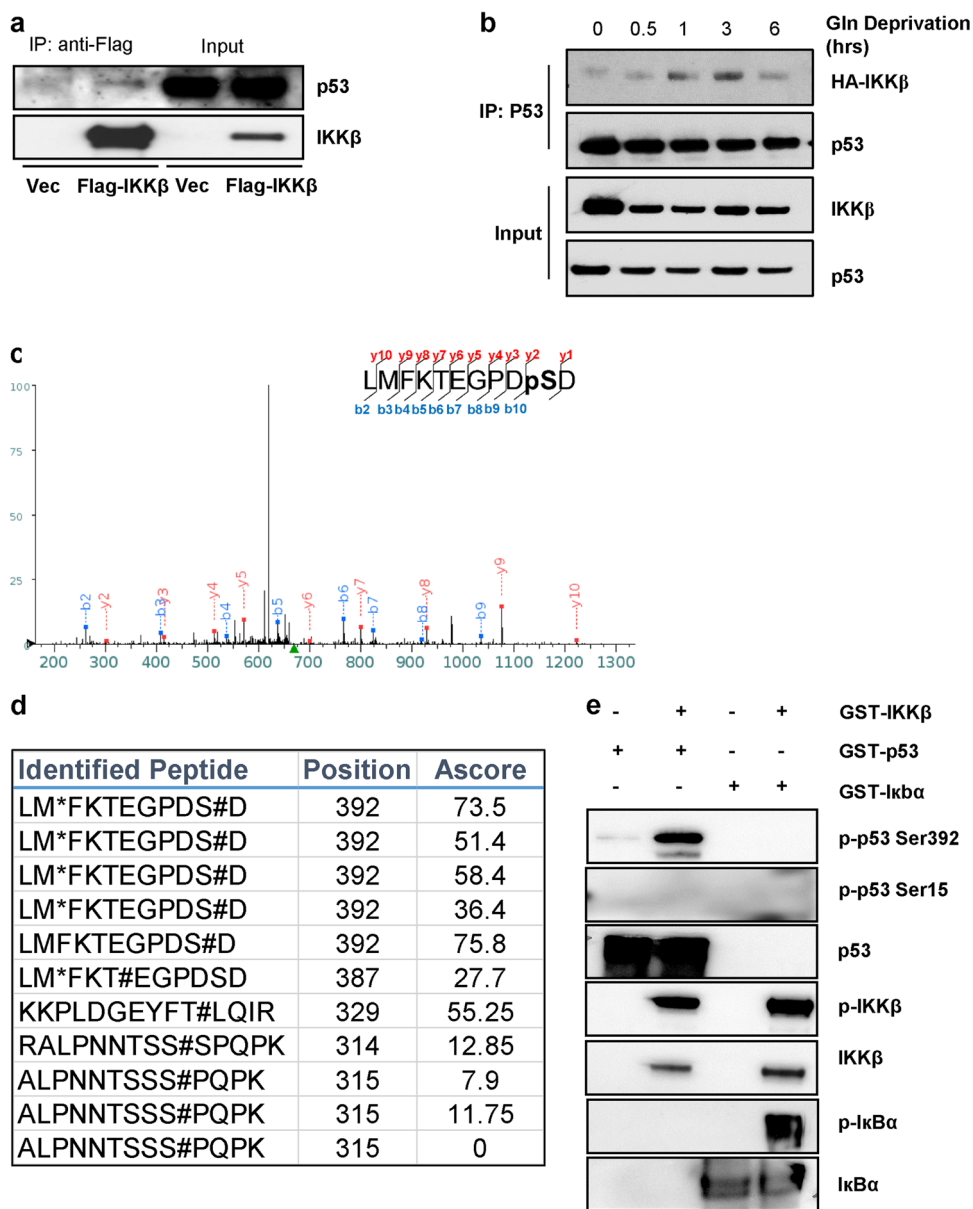 a
IP: anti-Flag Input
p53
IKKβ
Vec Flag-IKKβ Vec Flag-IKKβ
b
0 0.5 1 3 6 Gln Deprivation (hrs)
IP: P53
HA-IKKβ
p53
Input
IKKβ
p53
c
y10 y9 y8 y7 y6 y5 y4 y3 y2 y1
LMFKTEGPDpSD
b2 b3 b4 b5 b6 b7 b8 b9 b10
100
75
50
25
0
b2 y2 b3 y3 y4 b4 y5 b5 y6 b6 y7 b7 b8 y8 b9 y9 y10
200 300 400 500 600 700 800 900 1000 1100 1200 1300
d
Identified Peptide Position Ascore
LM*FKTEGPDS#D 392 73.5
LM*FKTEGPDS#D 392 51.4
LM*FKTEGPDS#D 392 58.4
LM*FKTEGPDS#D 392 36.4
LMFKTEGPDS#D 392 75.8
LM*FKT#EGPDSD 387 27.7
KKPLDGEYFT#LQIR 329 55.25
RALPNNTSS#SPQPK 314 12.85
ALPNNTSSS#PQPK 315 7.9
ALPNNTSSS#PQPK 315 11.75
ALPNNTSSS#PQPK 315 0
e
- + - + GST-IKKβ
+ + - - GST-p53
- - + + GST-Iκbα
p-p53 Ser392
p-p53 Ser15
p53
p-IKKβ
IKKβ
p-IκBα
IκBα